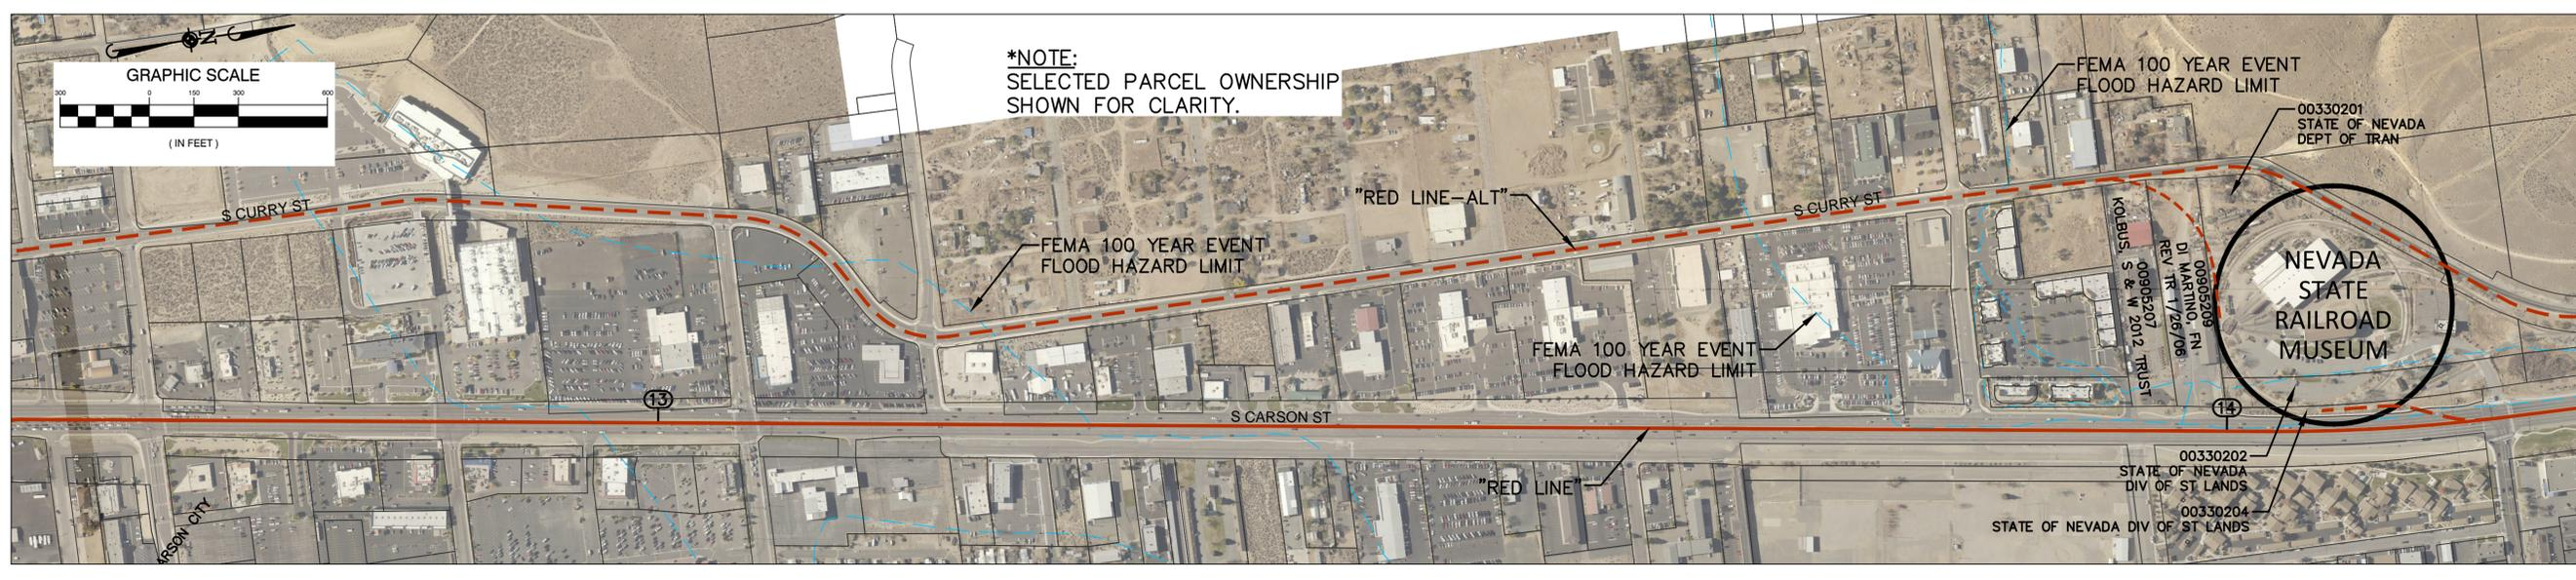 N
GRAPHIC SCALE
300 0 150 300 600
( IN FEET )
*NOTE:
SELECTED PARCEL OWNERSHIP
SHOWN FOR CLARITY.
FEMA 100 YEAR EVENT
FLOOD HAZARD LIMIT
00330201
STATE OF NEVADA
DEPT OF TRAN
S CURRY ST
"RED LINE-ALT"
S CURRY ST
FEMA 100 YEAR EVENT
FLOOD HAZARD LIMIT
00905207
KOLBUS, S & W 2012 TRUST
00905209
DI MARTINO, FN
REV TR 1/26/06
NEVADA
STATE
RAILROAD
MUSEUM
FEMA 100 YEAR EVENT
FLOOD HAZARD LIMIT
13
S CARSON ST
14
"RED LINE"
00330202
STATE OF NEVADA
DIV OF ST LANDS
00330204
STATE OF NEVADA DIV OF ST LANDS
ARSON CITY